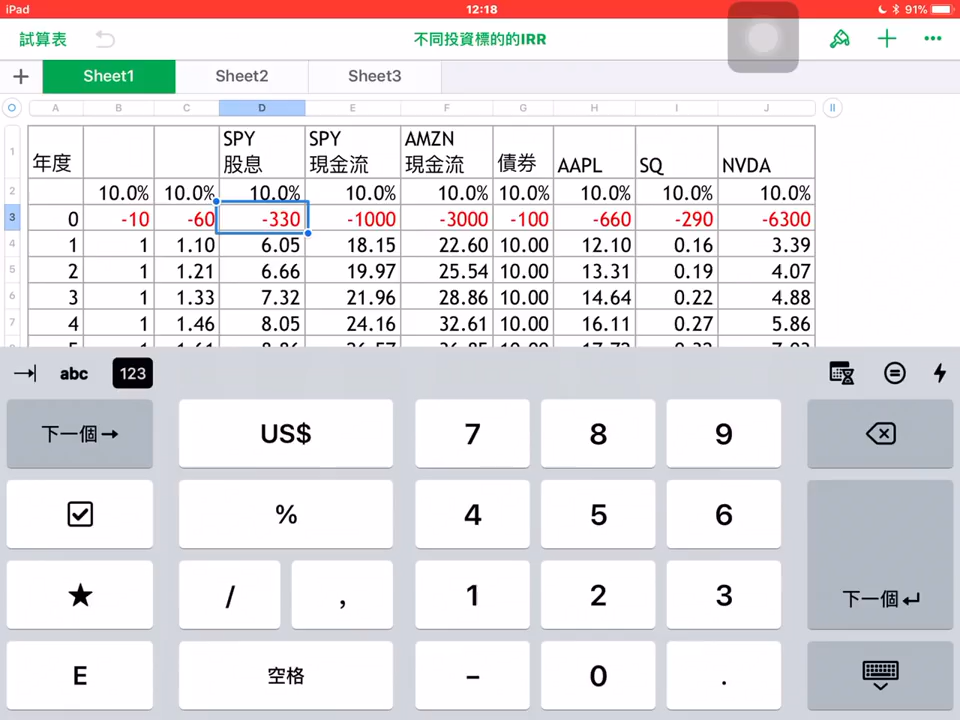 iPad 12:18 91%
試算表 不同投資標的的IRR
Sheet1 Sheet2 Sheet3
A B C D E F G H I J
1 年度 SPY 股息 SPY 現金流 AMZN 現金流 債券 AAPL SQ NVDA
2 10.0% 10.0% 10.0% 10.0% 10.0% 10.0% 10.0% 10.0% 10.0%
3 0 -10 -60 -330 -1000 -3000 -100 -660 -290 -6300
4 1 1 1.10 6.05 18.15 22.60 10.00 12.10 0.16 3.39
5 2 1 1.21 6.66 19.97 25.54 10.00 13.31 0.19 4.07
6 3 1 1.33 7.32 21.96 28.86 10.00 14.64 0.22 4.88
7 4 1 1.46 8.05 24.16 32.61 10.00 16.11 0.27 5.86
abc 123
下一個→ US$ 7 8 9
% 4 5 6
/ , 1 2 3 下一個
E 空格 - 0 .